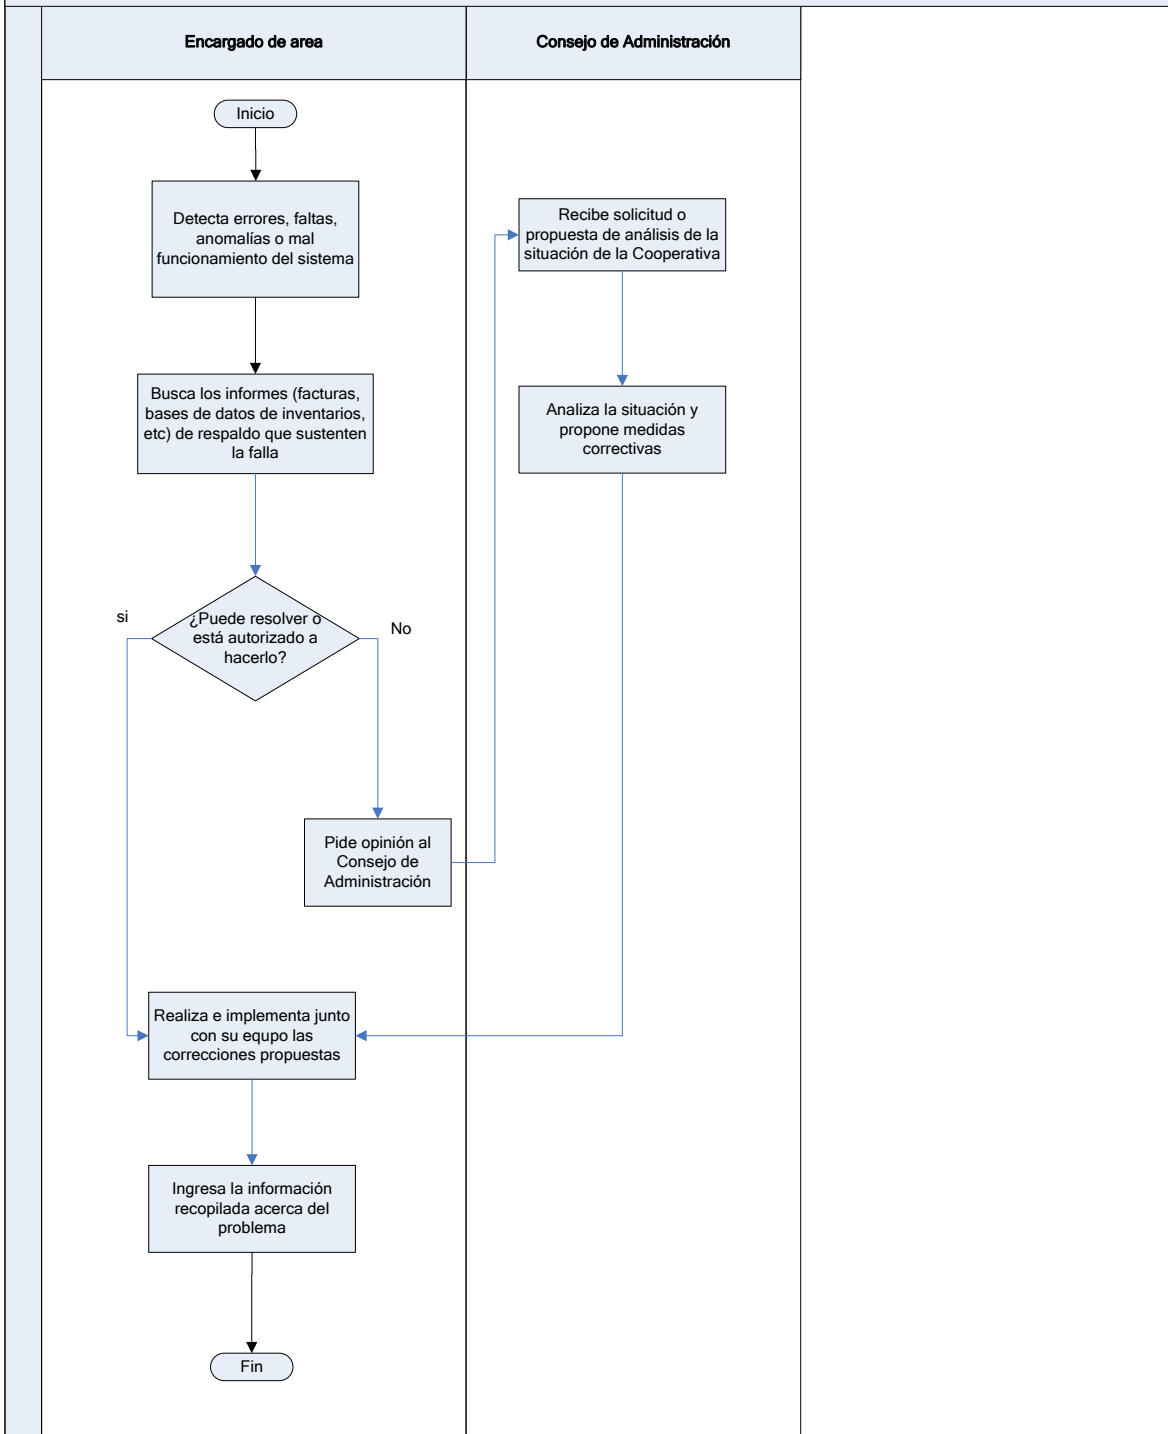 Encargado de area
Consejo de Administración
Inicio
Detecta errores, faltas,
anomalías o mal
funcionamiento del sistema
Recibe solicitud o
propuesta de análisis de la
situación de la Cooperativa
Busca los informes (facturas,
bases de datos de inventarios,
etc) de respaldo que sustenten
la falla
Analiza la situación y
propone medidas
correctivas
si
¿Puede resolver o
está autorizado a
hacerlo?
No
Pide opinión al
Consejo de
Administración
Realiza e implementa junto
con su equpo las
correcciones propuestas
Ingresa la información
recopilada acerca del
problema
Fin